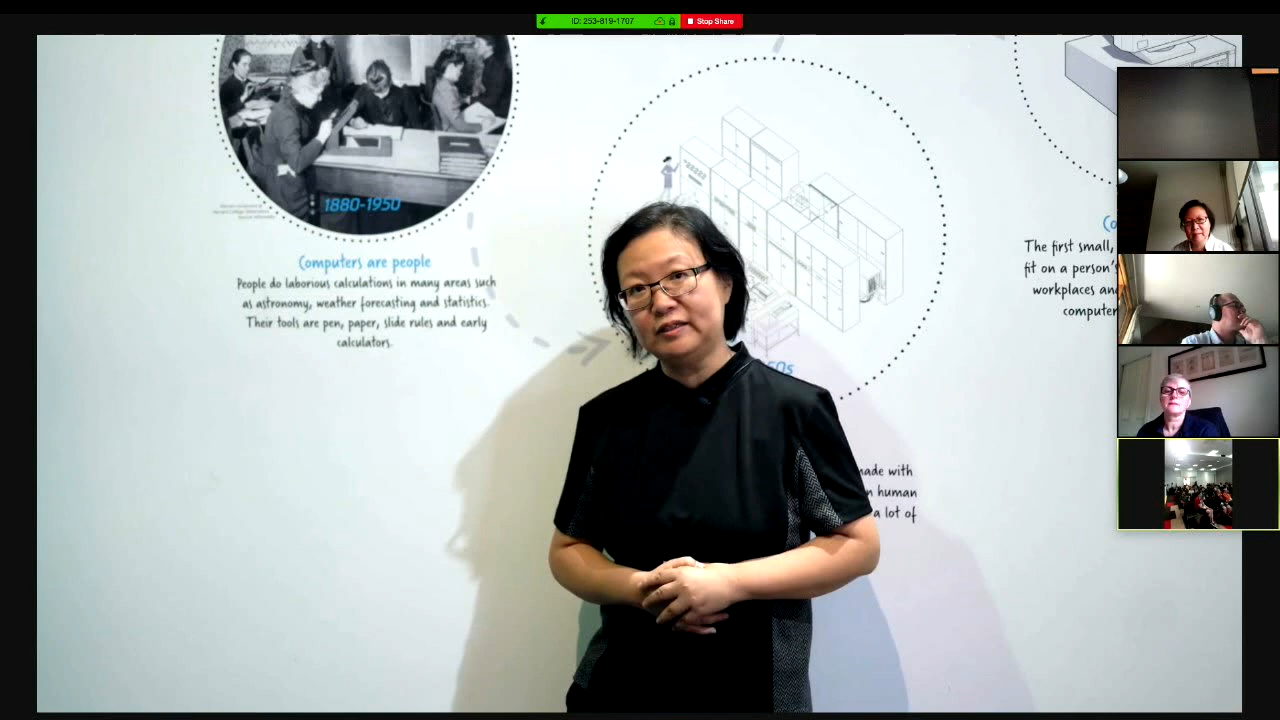 ID: 253-819-1707
Stop Share
1880-1950
Computers are people
People do laborious calculations in many areas such
as astronomy, weather forecasting and statistics.
Their tools are pen, paper, slide rules and early
calculators.
made with
human
a lot of
The first small,
fit on a person's
workplaces and
computer